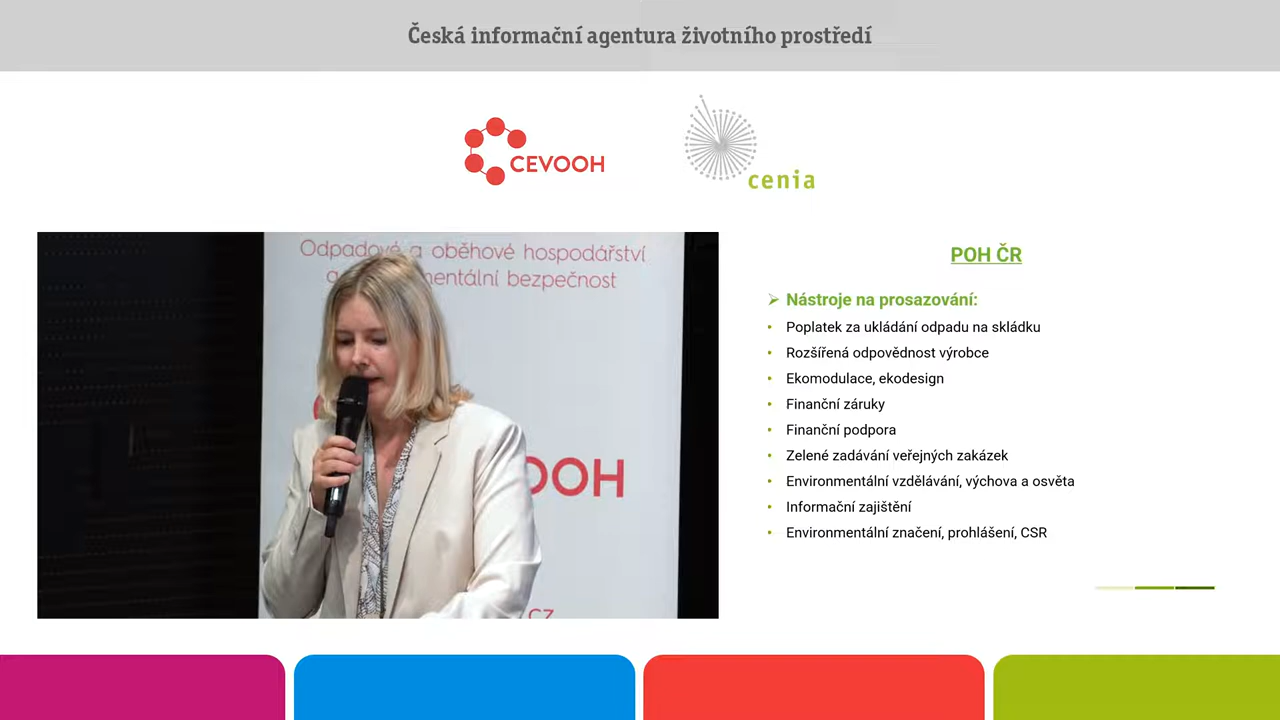 Česká informační agentura životního prostředí
CEVOOH
cenia
Odpadové a oběhové hospodářství
a mentální bezpečnost
OOH
cz
POH ČR
Nástroje na prosazování:
Poplatek za ukládání odpadu na skládku
Rozšířená odpovědnost výrobce
Ekomodulace, ekodesign
Finanční záruky
Finanční podpora
Zelené zadávání veřejných zakázek
Environmentální vzdělávání, výchova a osvěta
Informační zajištění
Environmentální značení, prohlášení, CSR